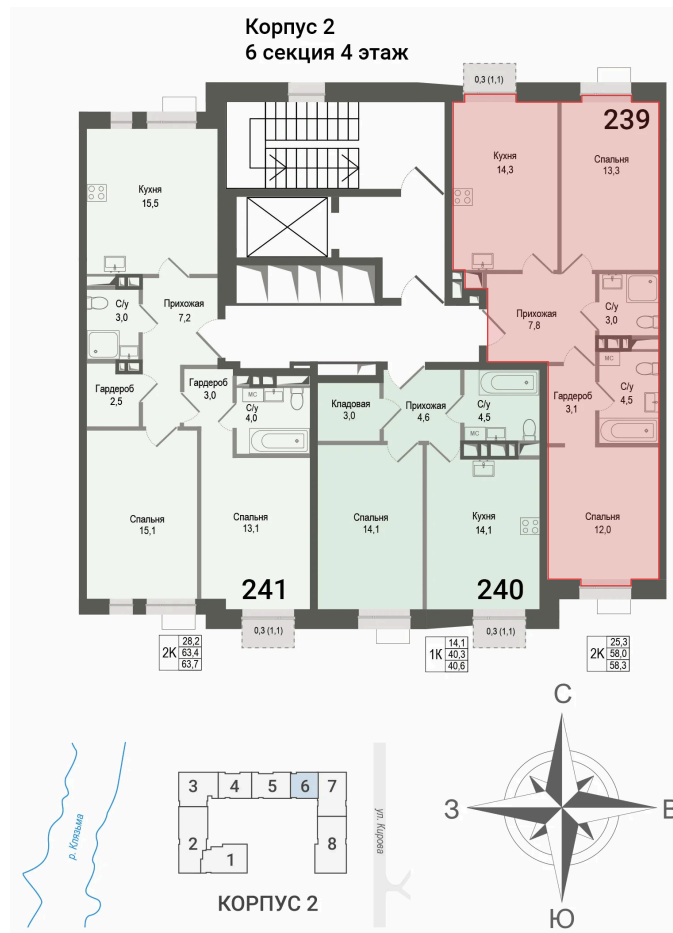 Корпус 2
6 секция 4 этаж
0,3 (1,1)
239
Кухня
14,3
Спальня
13,3
Кухня
15,5
Прихожая
7,2
С/у
3,0
Прихожая
7,8
С/у
3,0
Гардероб
2,5
Гардероб
3,0
МС
С/у
4,0
Кладовая
3,0
Прихожая
4,6
С/у
4,5
МС
Гардероб
3,1
МС
С/у
4,5
Спальня
15,1
Спальня
13,1
Спальня
14,1
Кухня
14,1
Спальня
12,0
241
240
0,3 (1,1)
0,3 (1,1)
2К
28,2
63,4
63,7
1К
14,1
40,3
40,6
2К
25,3
58,0
58,3
р. Клязьма
3
4
5
6
7
2
1
8
КОРПУС 2
ул. Кирова
С
З
В
Ю